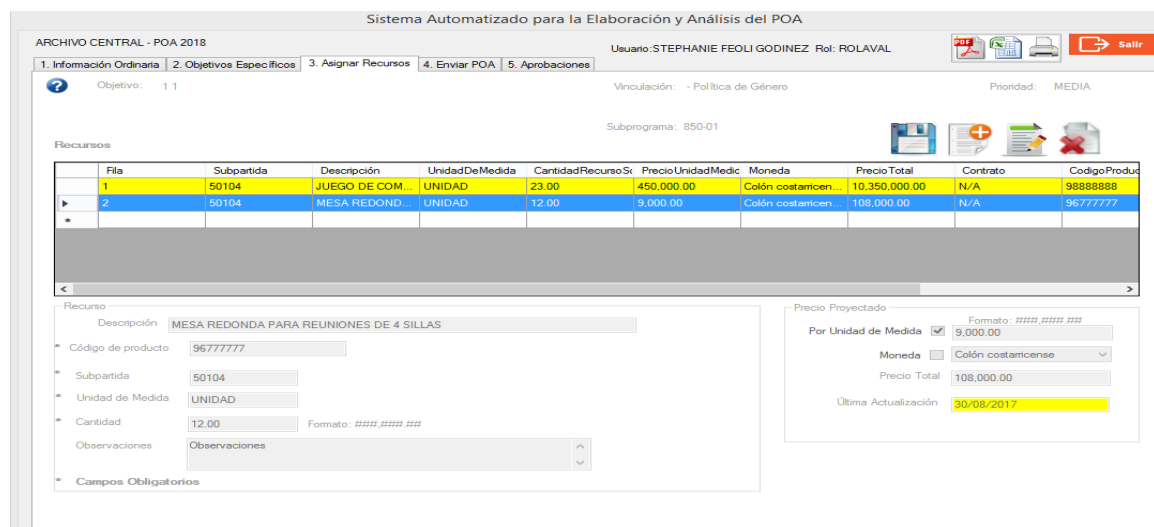 Sistema Automatizado para la Elaboración y Análisis del POA
ARCHIVO CENTRAL - POA 2018
Usuario:STEPHANIE FEOLI GODINEZ Rol: ROLAVAL
PDF
Salir
1. Información Ordinaria 2. Objetivos Específicos 3. Asignar Recursos 4. Enviar POA 5. Aprobaciones
Objetivo: 1 1 Vinculación: - Política de Género Prioridad: MEDIA
Subprograma: 850-01
Recursos
Fila Subpartida Descripción UnidadDeMedida CantidadRecursoSo PrecioUnidadMedic Moneda PrecioTotal Contrato CodigoProduc
1 50104 JUEGO DE COM... UNIDAD 23.00 450,000.00 Colón costarricen... 10,350,000.00 N/A 98888888
2 50104 MESA REDOND... UNIDAD 12.00 9,000.00 Colón costarricen... 108,000.00 N/A 96777777
*
Recurso
Descripción MESA REDONDA PARA REUNIONES DE 4 SILLAS
* Código de producto 96777777
* Subpartida 50104
* Unidad de Medida UNIDAD
* Cantidad 12.00 Formato: ###,###.##
Observaciones Observaciones
* Campos Obligatorios
Precio Proyectado
Formato: ###,###.##
Por Unidad de Medida 9,000.00
Moneda Colón costarricense
Precio Total 108,000.00
Última Actualización 30/08/2017